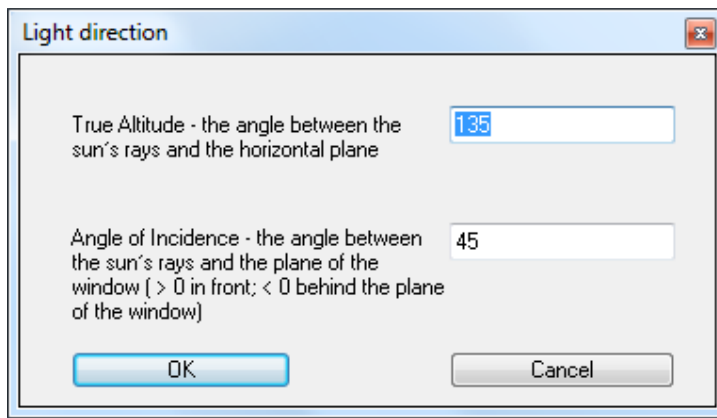 Light direction
True Altitude - the angle between the
sun´s rays and the horizontal plane
135
Angle of Incidence - the angle between
the sun´s rays and the plane of the
window ( > 0 in front; < 0 behind the plane
of the window)
45
OK
Cancel